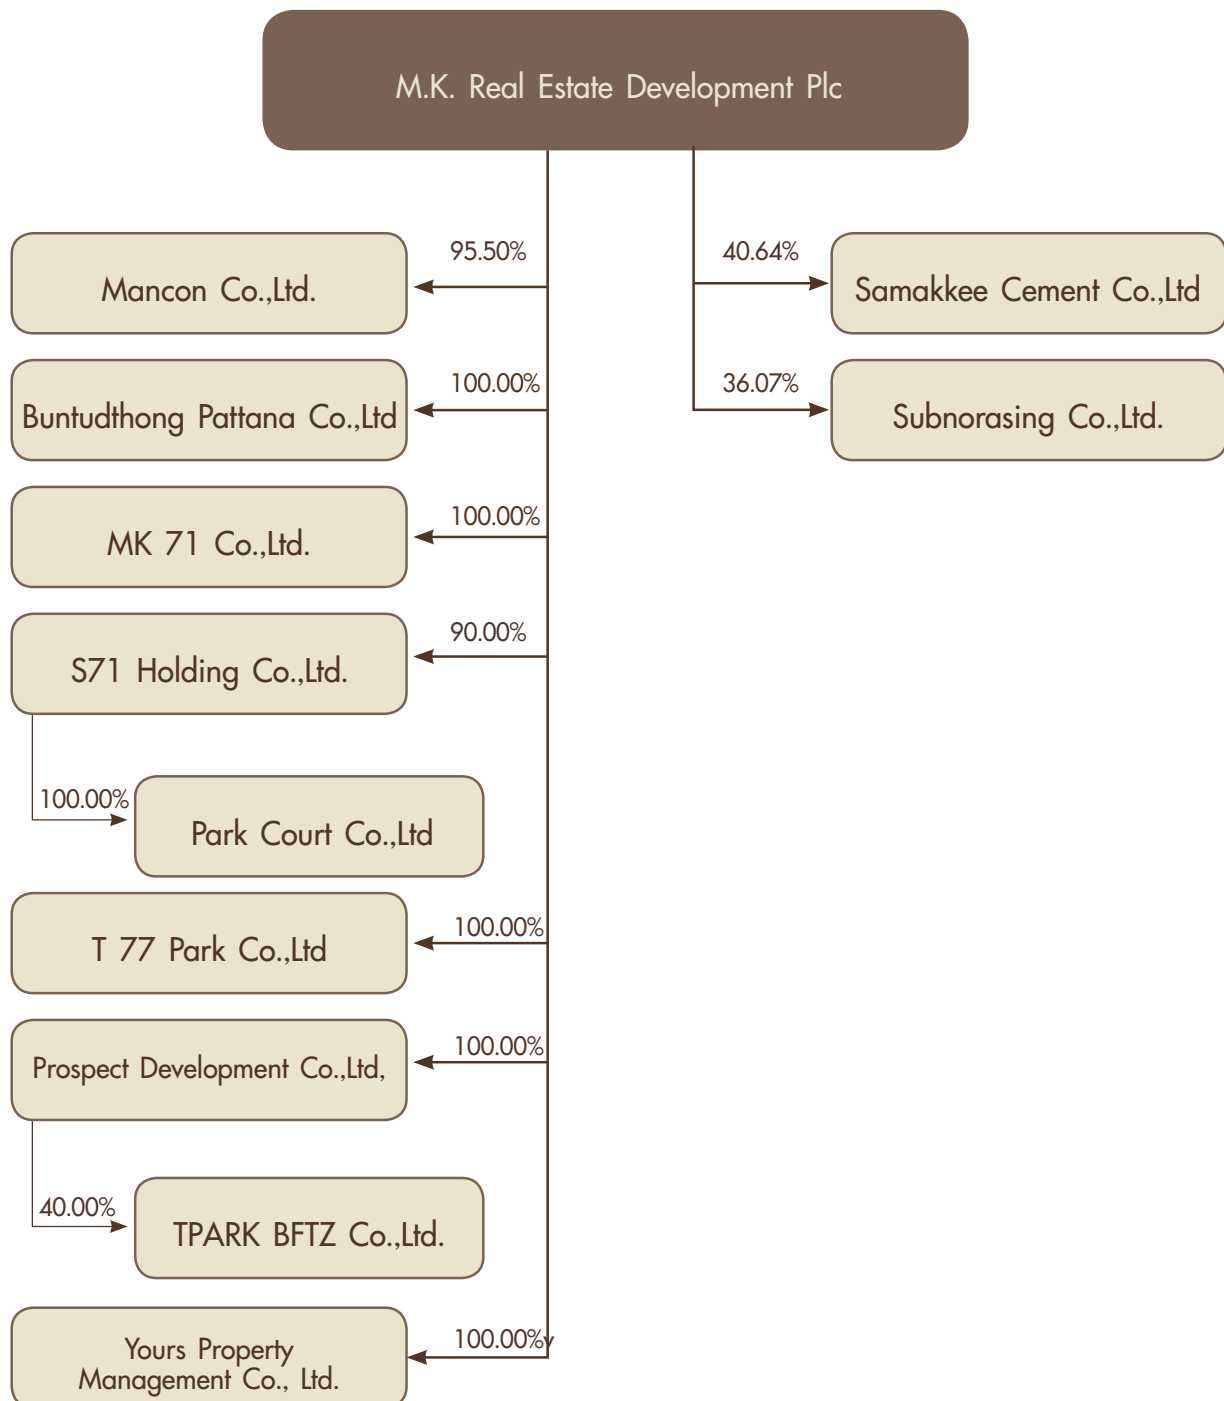 M.K. Real Estate Development Plc
95.50%
Mancon Co.,Ltd.
40.64%
Samakkee Cement Co.,Ltd
100.00%
Buntudthong Pattana Co.,Ltd
36.07%
Subnorasing Co.,Ltd.
100.00%
MK 71 Co.,Ltd.
90.00%
S71 Holding Co.,Ltd.
100.00%
Park Court Co.,Ltd
100.00%
T 77 Park Co.,Ltd
100.00%
Prospect Development Co.,Ltd,
40.00%
TPARK BFTZ Co.,Ltd.
100.00%v
Yours Property
Management Co., Ltd.